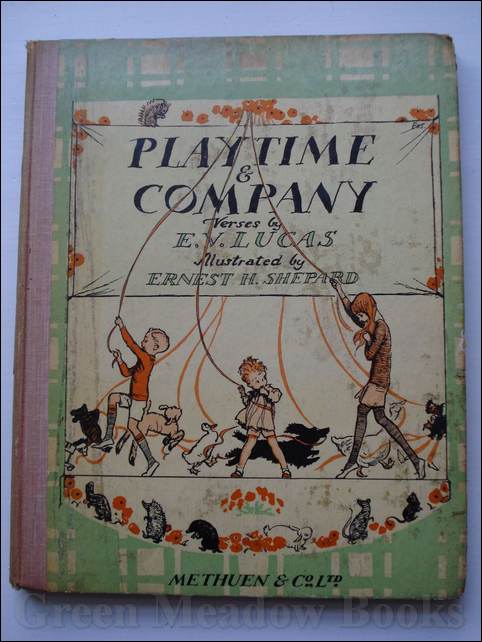 PLAYTIME
&
COMPANY
Verses by
E. V. LUCAS
Illustrated by
ERNEST H. SHEPARD
METHUEN & CO. LTD
Green Meadow Books